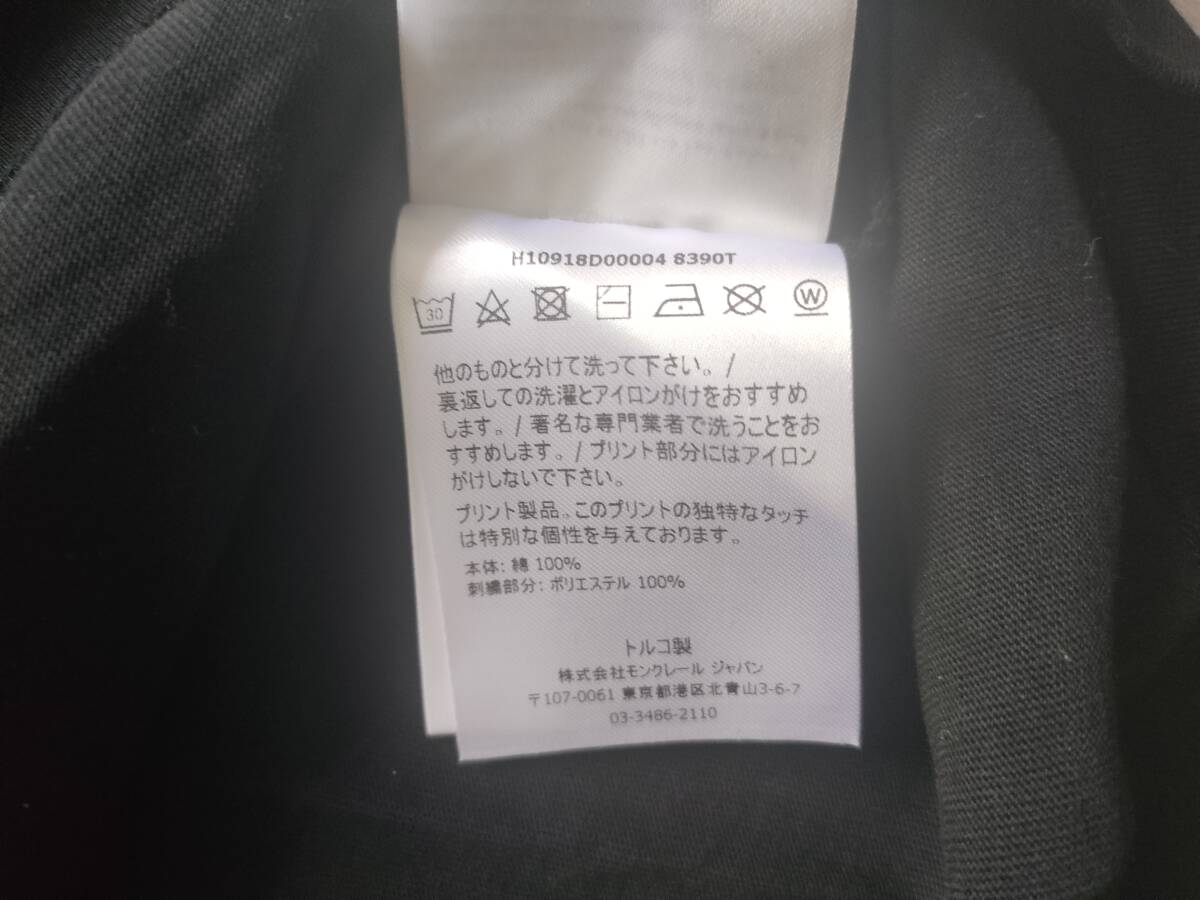 H10918D00004 8390T
30
W
他のものと分けて洗って下さい。/
裏返しての洗濯とアイロンがけをおすすめ
します。/ 著名な専門業者で洗うことをお
すすめします。/ プリント部分にはアイロン
がけしないで下さい。
プリント製品。このプリントの独特なタッチ
は特別な個性を与えております。
本体: 綿 100%
刺繍部分: ポリエステル 100%
トルコ製
株式会社モンクレール ジャパン
〒107-0061 東京都港区北青山3-6-7
03-3486-2110